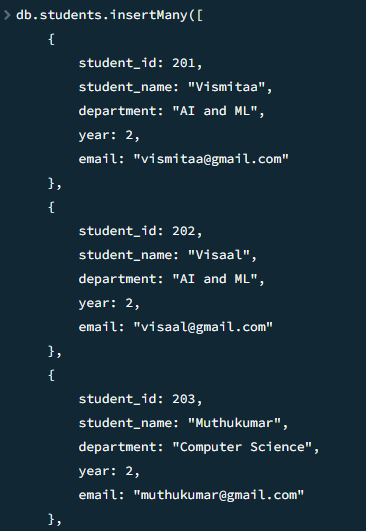 > db.students.insertMany([
{
student_id: 201,
student_name: "Vismitaa",
department: "AI and ML",
year: 2,
email: "vismitaa@gmail.com"
},
{
student_id: 202,
student_name: "Visaal",
department: "AI and ML",
year: 2,
email: "visaal@gmail.com"
},
{
student_id: 203,
student_name: "Muthukumar",
department: "Computer Science",
year: 2,
email: "muthukumar@gmail.com"
},